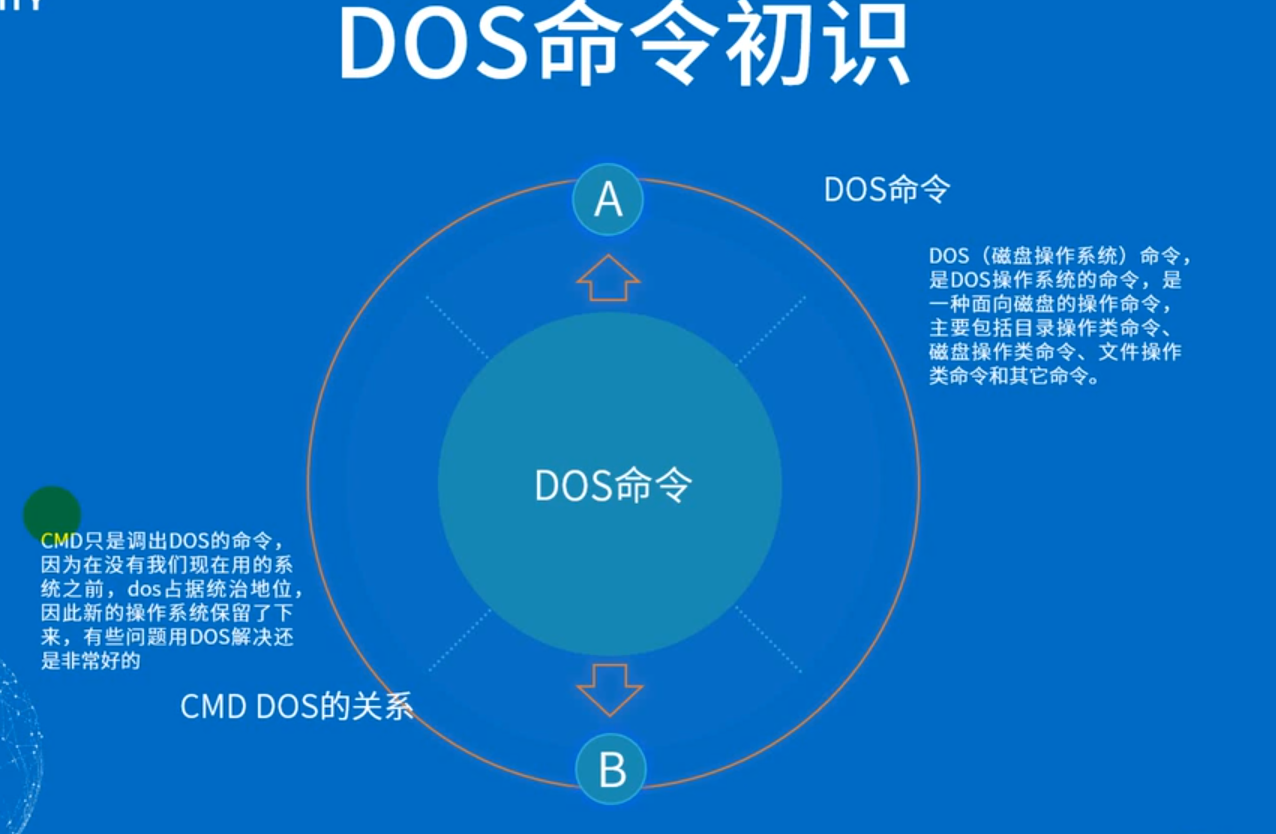 DOS命令初识
A
DOS命令
DOS（磁盘操作系统）命令，
是DOS操作系统的命令，是
一种面向磁盘的操作命令，
主要包括目录操作类命令、
磁盘操作类命令、文件操作
类命令和其它命令。
DOS命令
CMD只是调出DOS的命令，
因为在没有我们现在用的系
统之前，dos占据统治地位，
因此新的操作系统保留了下
来，有些问题用DOS解决还
是非常好的
CMD DOS的关系
B